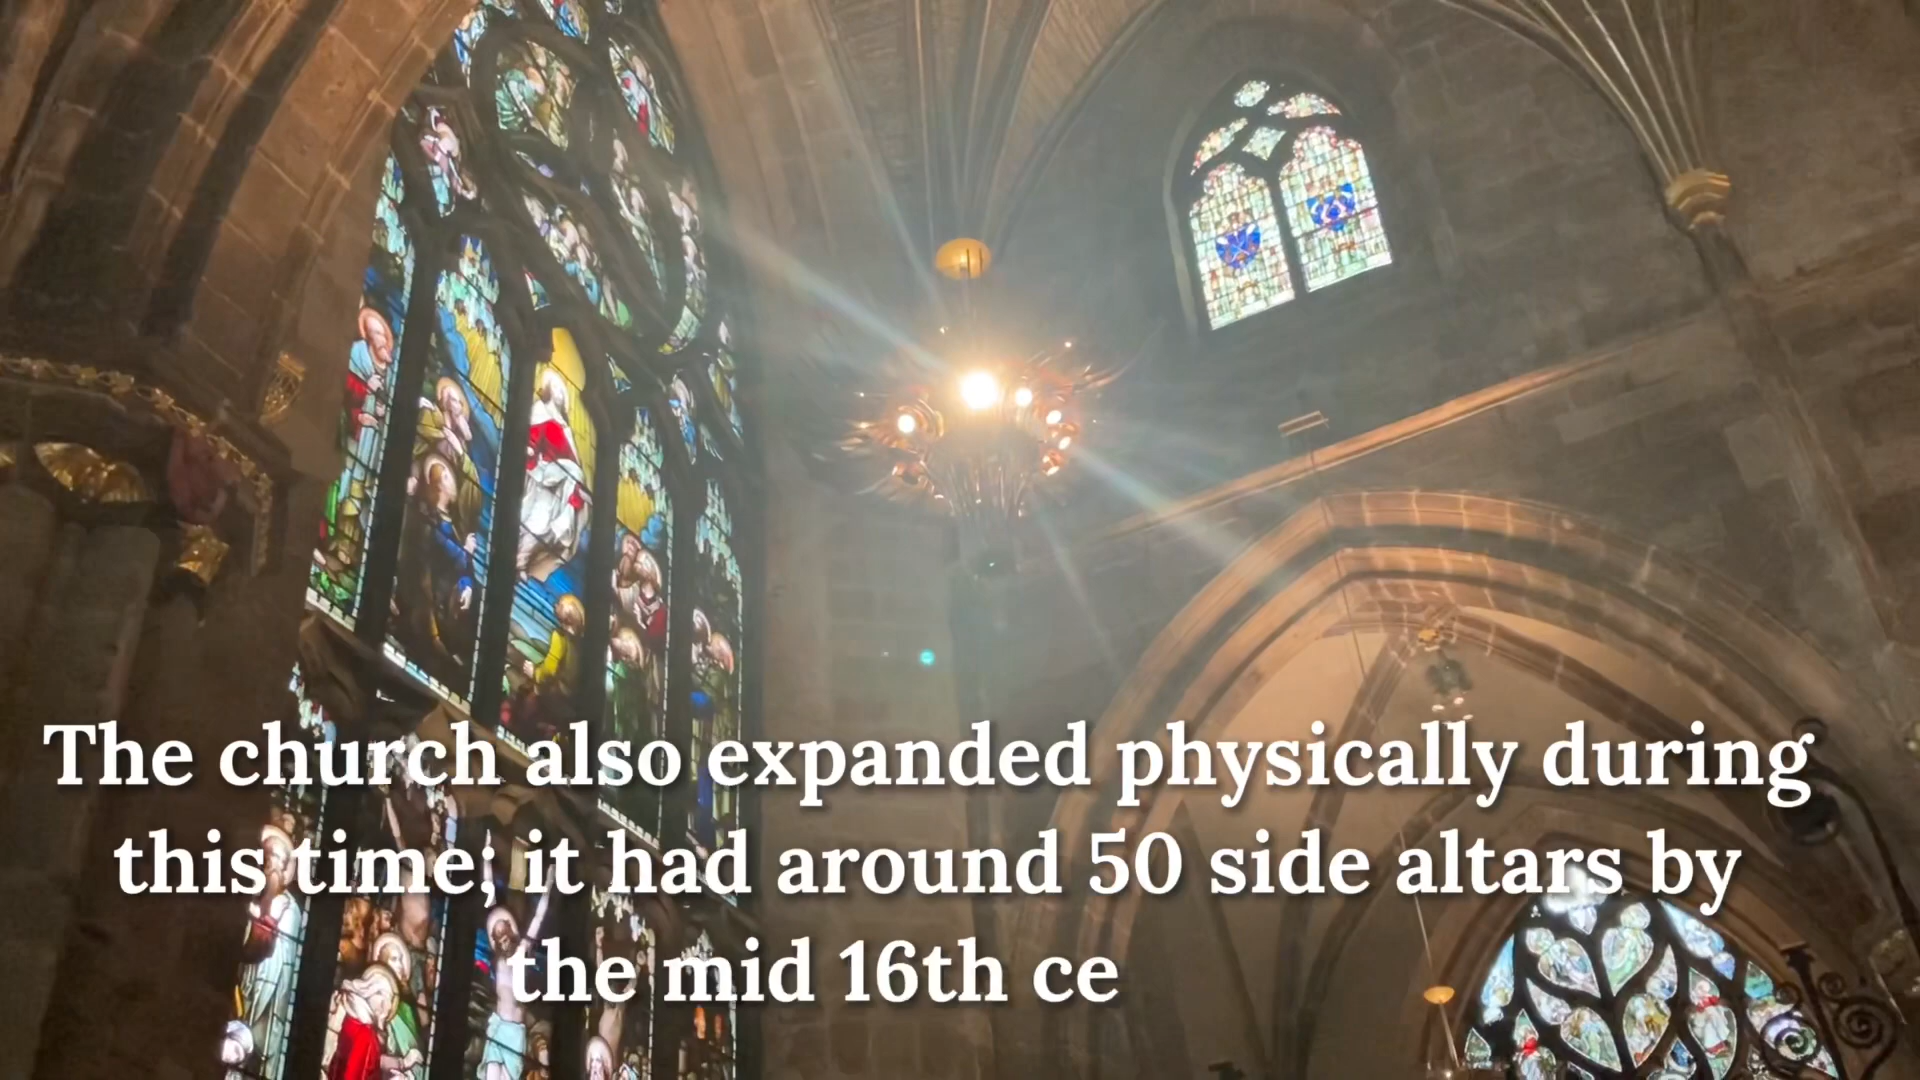 The church also expanded physically during
this time; it had around 50 side altars by
the mid 16th ce